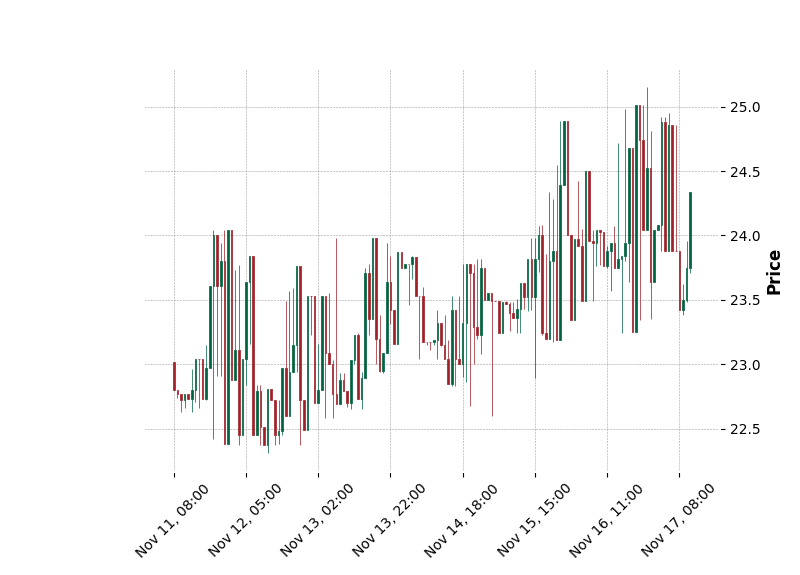 25.0
24.5
24.0
23.5
23.0
22.5
Price
Nov 11, 08:00
Nov 12, 05:00
Nov 13, 02:00
Nov 13, 22:00
Nov 14, 18:00
Nov 15, 15:00
Nov 16, 11:00
Nov 17, 08:00